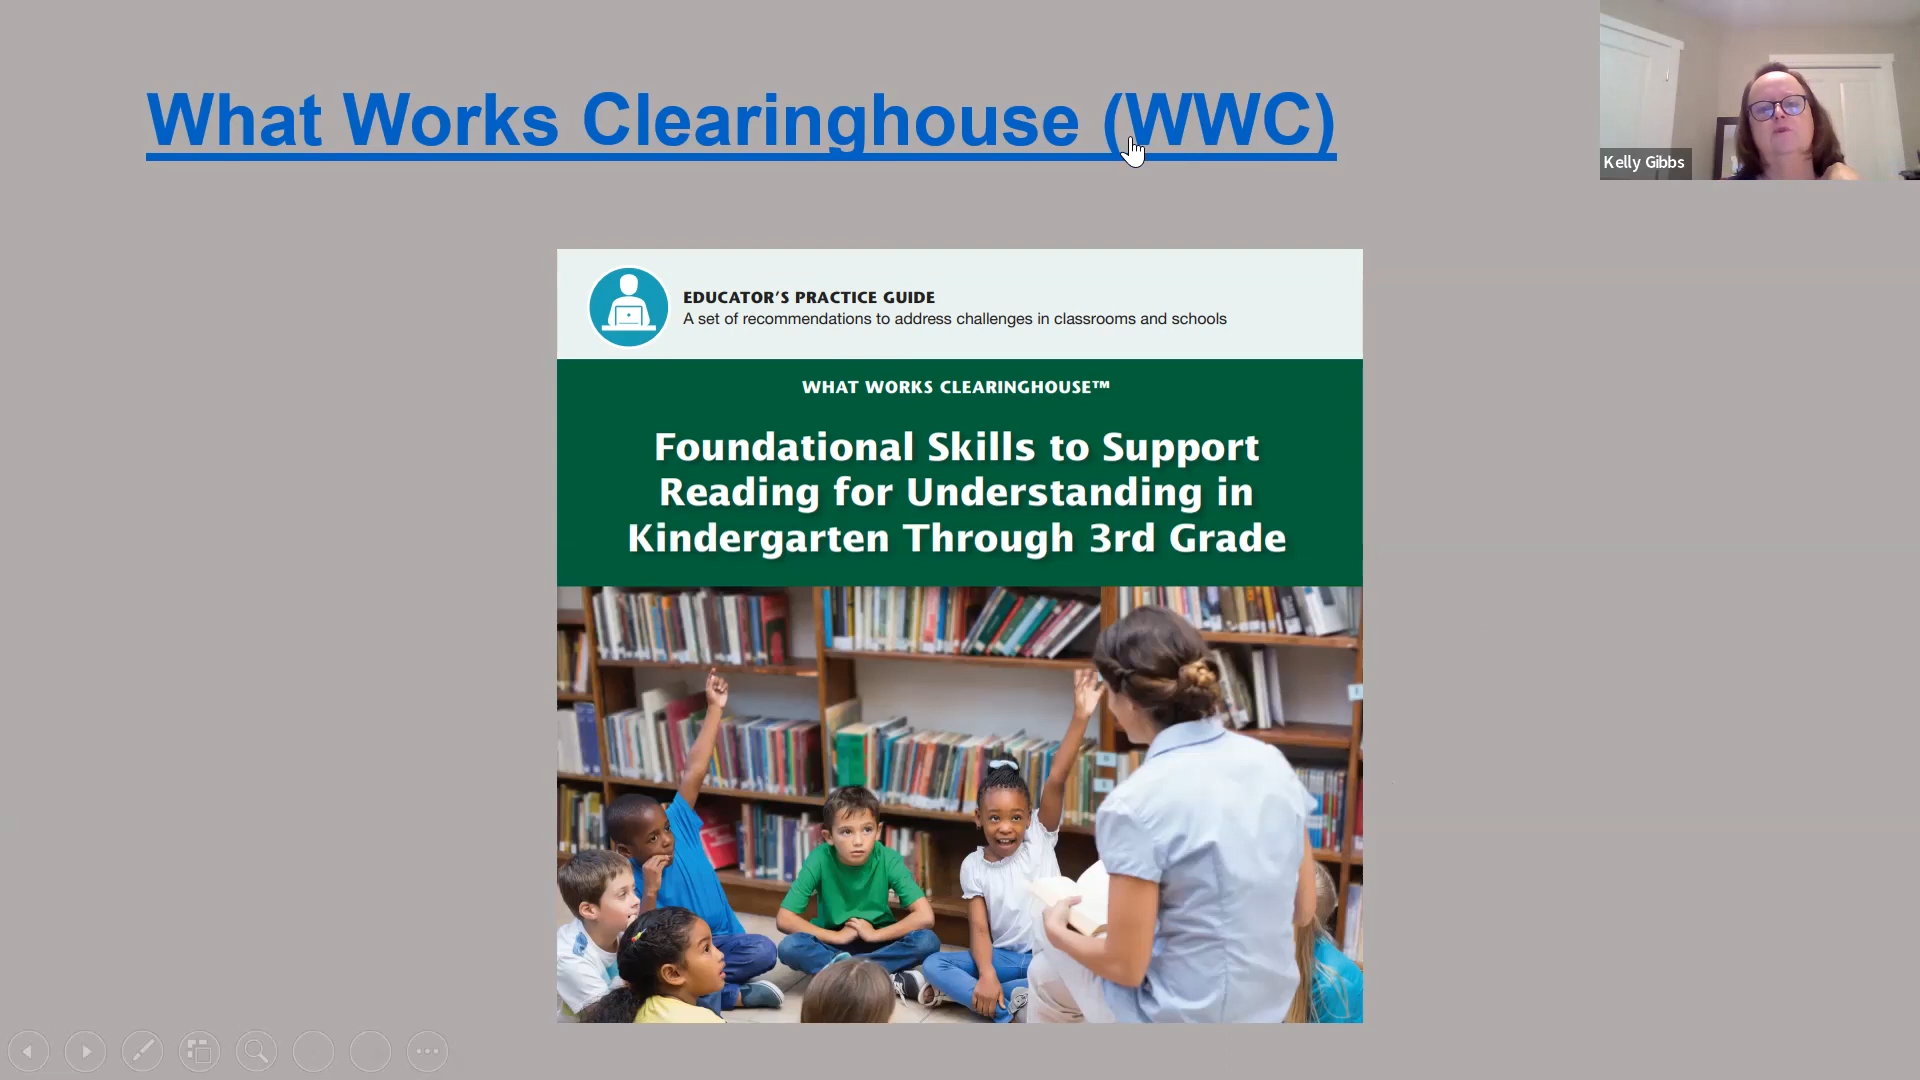 What Works Clearinghouse (WWC)
Kelly Gibbs
EDUCATOR'S PRACTICE GUIDE
A set of recommendations to address challenges in classrooms and schools
WHAT WORKS CLEARINGHOUSE™
Foundational Skills to Support
Reading for Understanding in
Kindergarten Through 3rd Grade